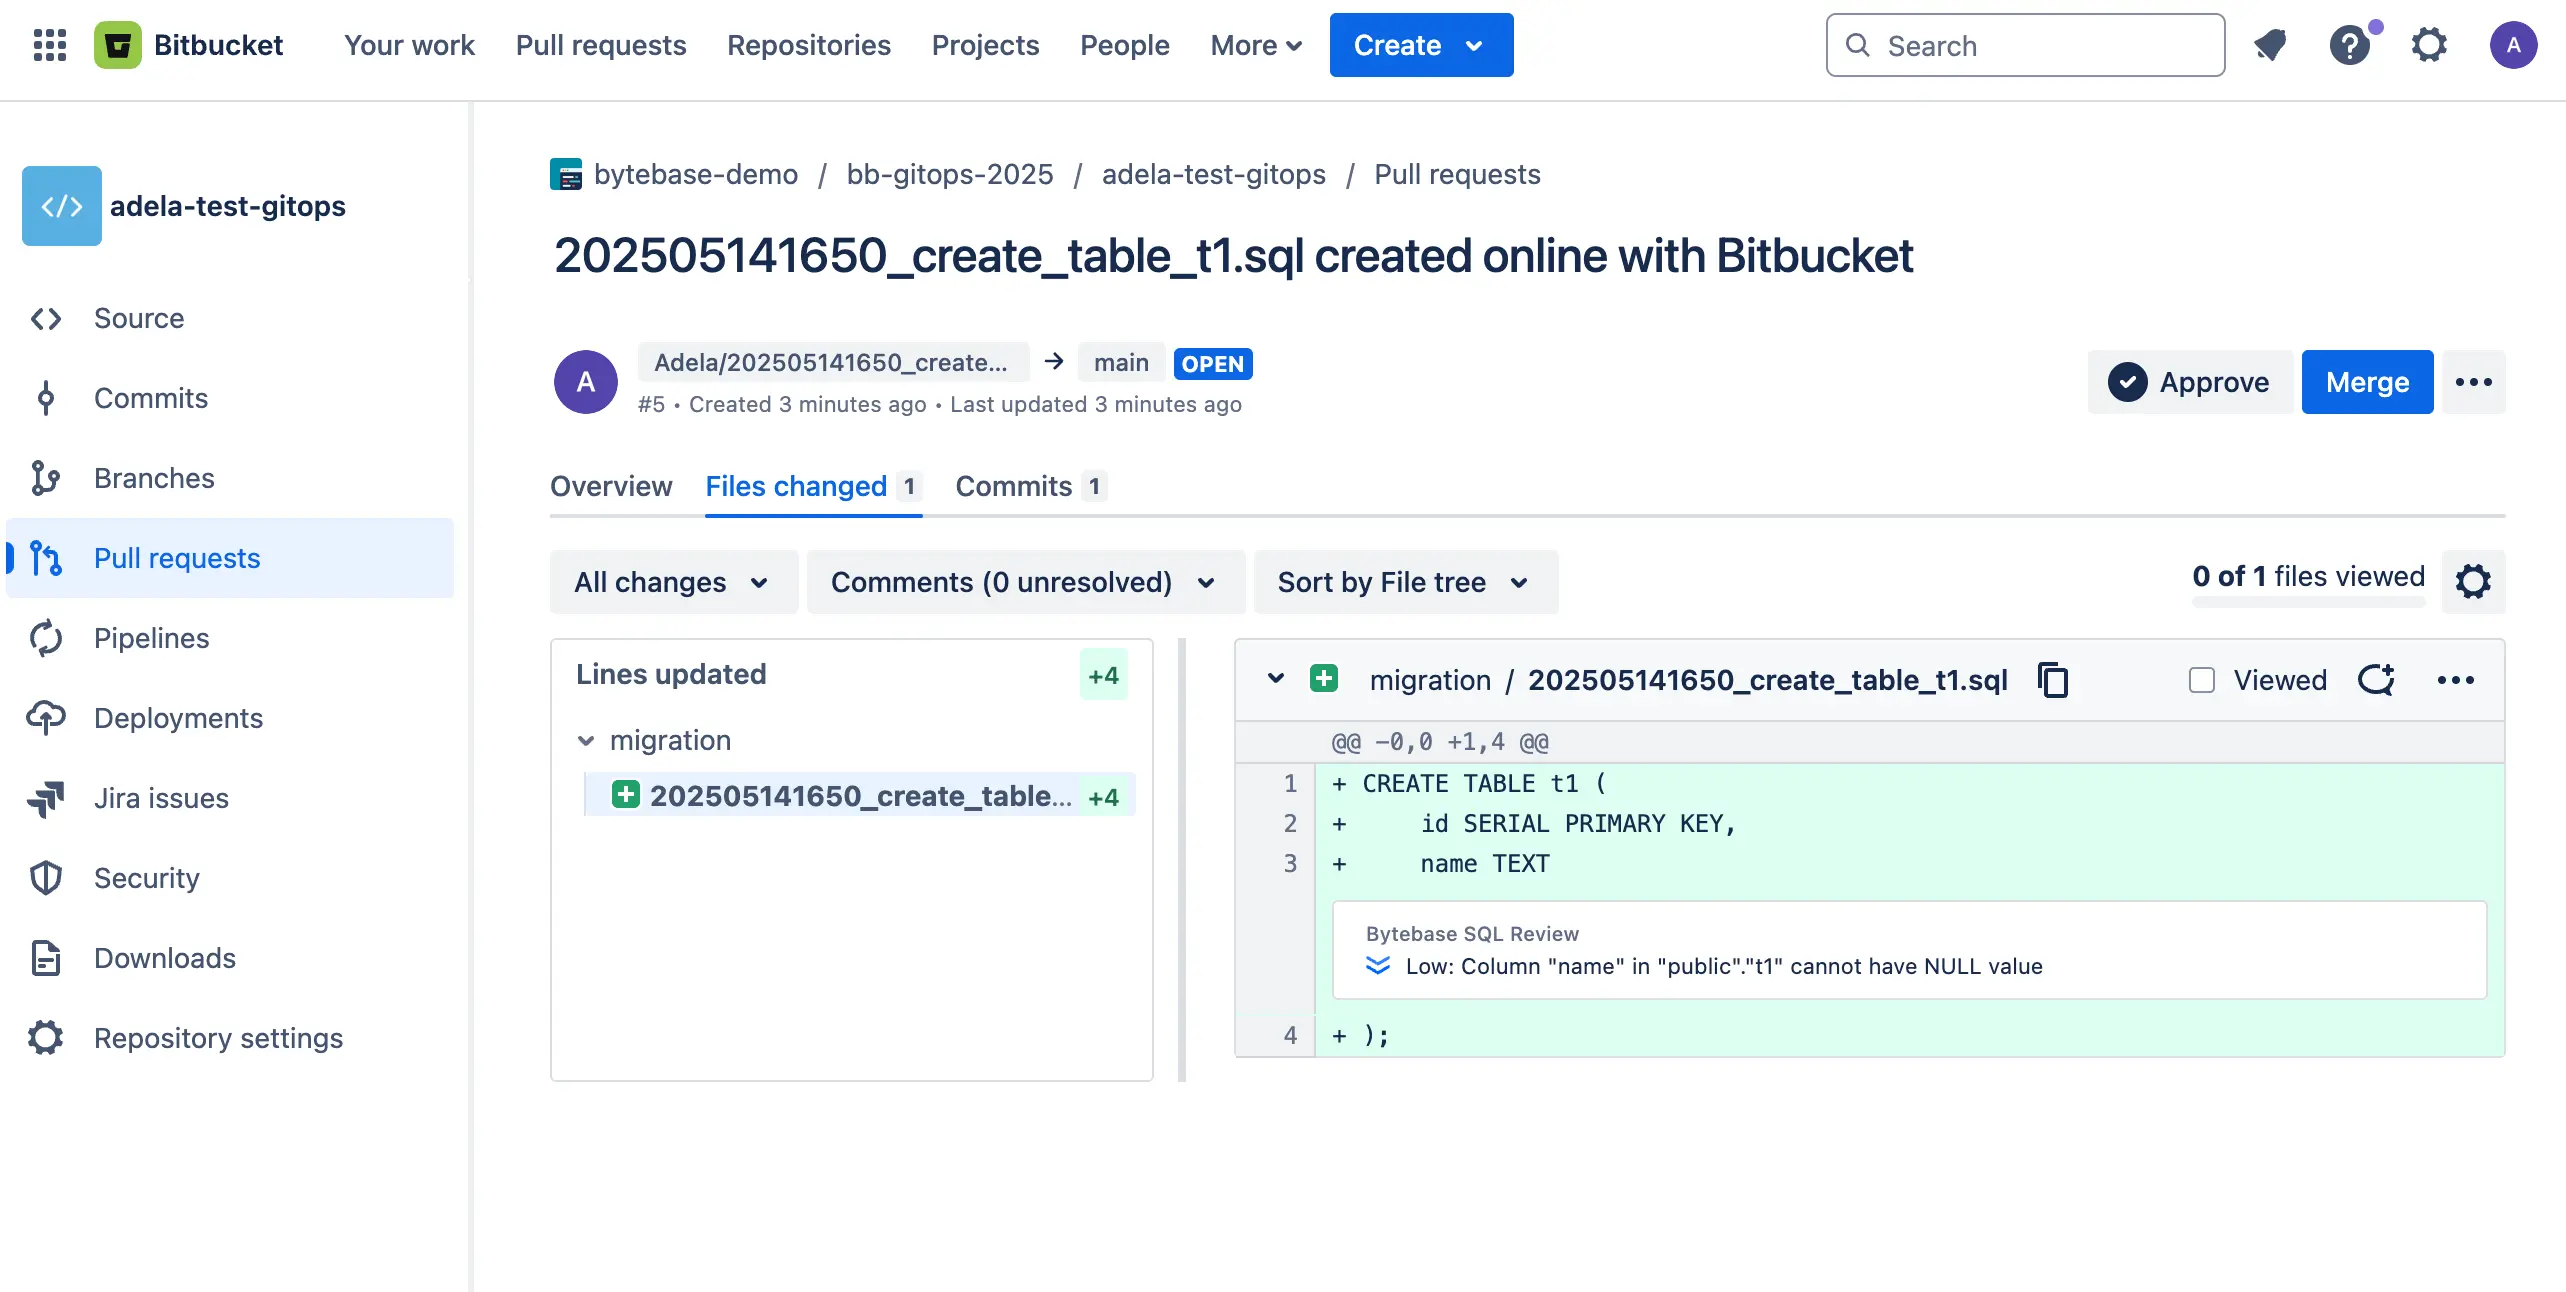 Bitbucket Your work Pull requests Repositories Projects People More Create Search A
adela-test-gitops
Source
Commits
Branches
Pull requests
Pipelines
Deployments
Jira issues
Security
Downloads
Repository settings
bytebase-demo / bb-gitops-2025 / adela-test-gitops / Pull requests
202505141650_create_table_t1.sql created online with Bitbucket
A Adela/202505141650_create... → main OPEN
#5 • Created 3 minutes ago • Last updated 3 minutes ago
Approve Merge
Overview Files changed 1 Commits 1
All changes Comments (0 unresolved) Sort by File tree 0 of 1 files viewed
Lines updated +4
migration
202505141650_create_table... +4
migration / 202505141650_create_table_t1.sql Viewed
@@ -0,0 +1,4 @@
1 + CREATE TABLE t1 (
2 + id SERIAL PRIMARY KEY,
3 + name TEXT
Bytebase SQL Review
Low: Column "name" in "public"."t1" cannot have NULL value
4 + );